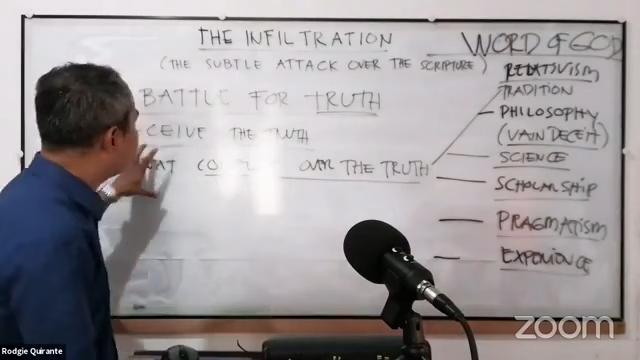 THE INFILTRATION
(THE SUBTLE ATTACK OVER THE SCRIPTURE)
BATTLE FOR TRUTH
CEIVE THE TRUTH
OVER THE TRUTH
WORD OF GOD
RELATIVISM
TRADITION
PHILOSOPHY
(VAIN DECEIT)
SCIENCE
SCHOLARSHIP
PRAGMATISM
EXPERIENCE
zoom
Rodgie Quirante